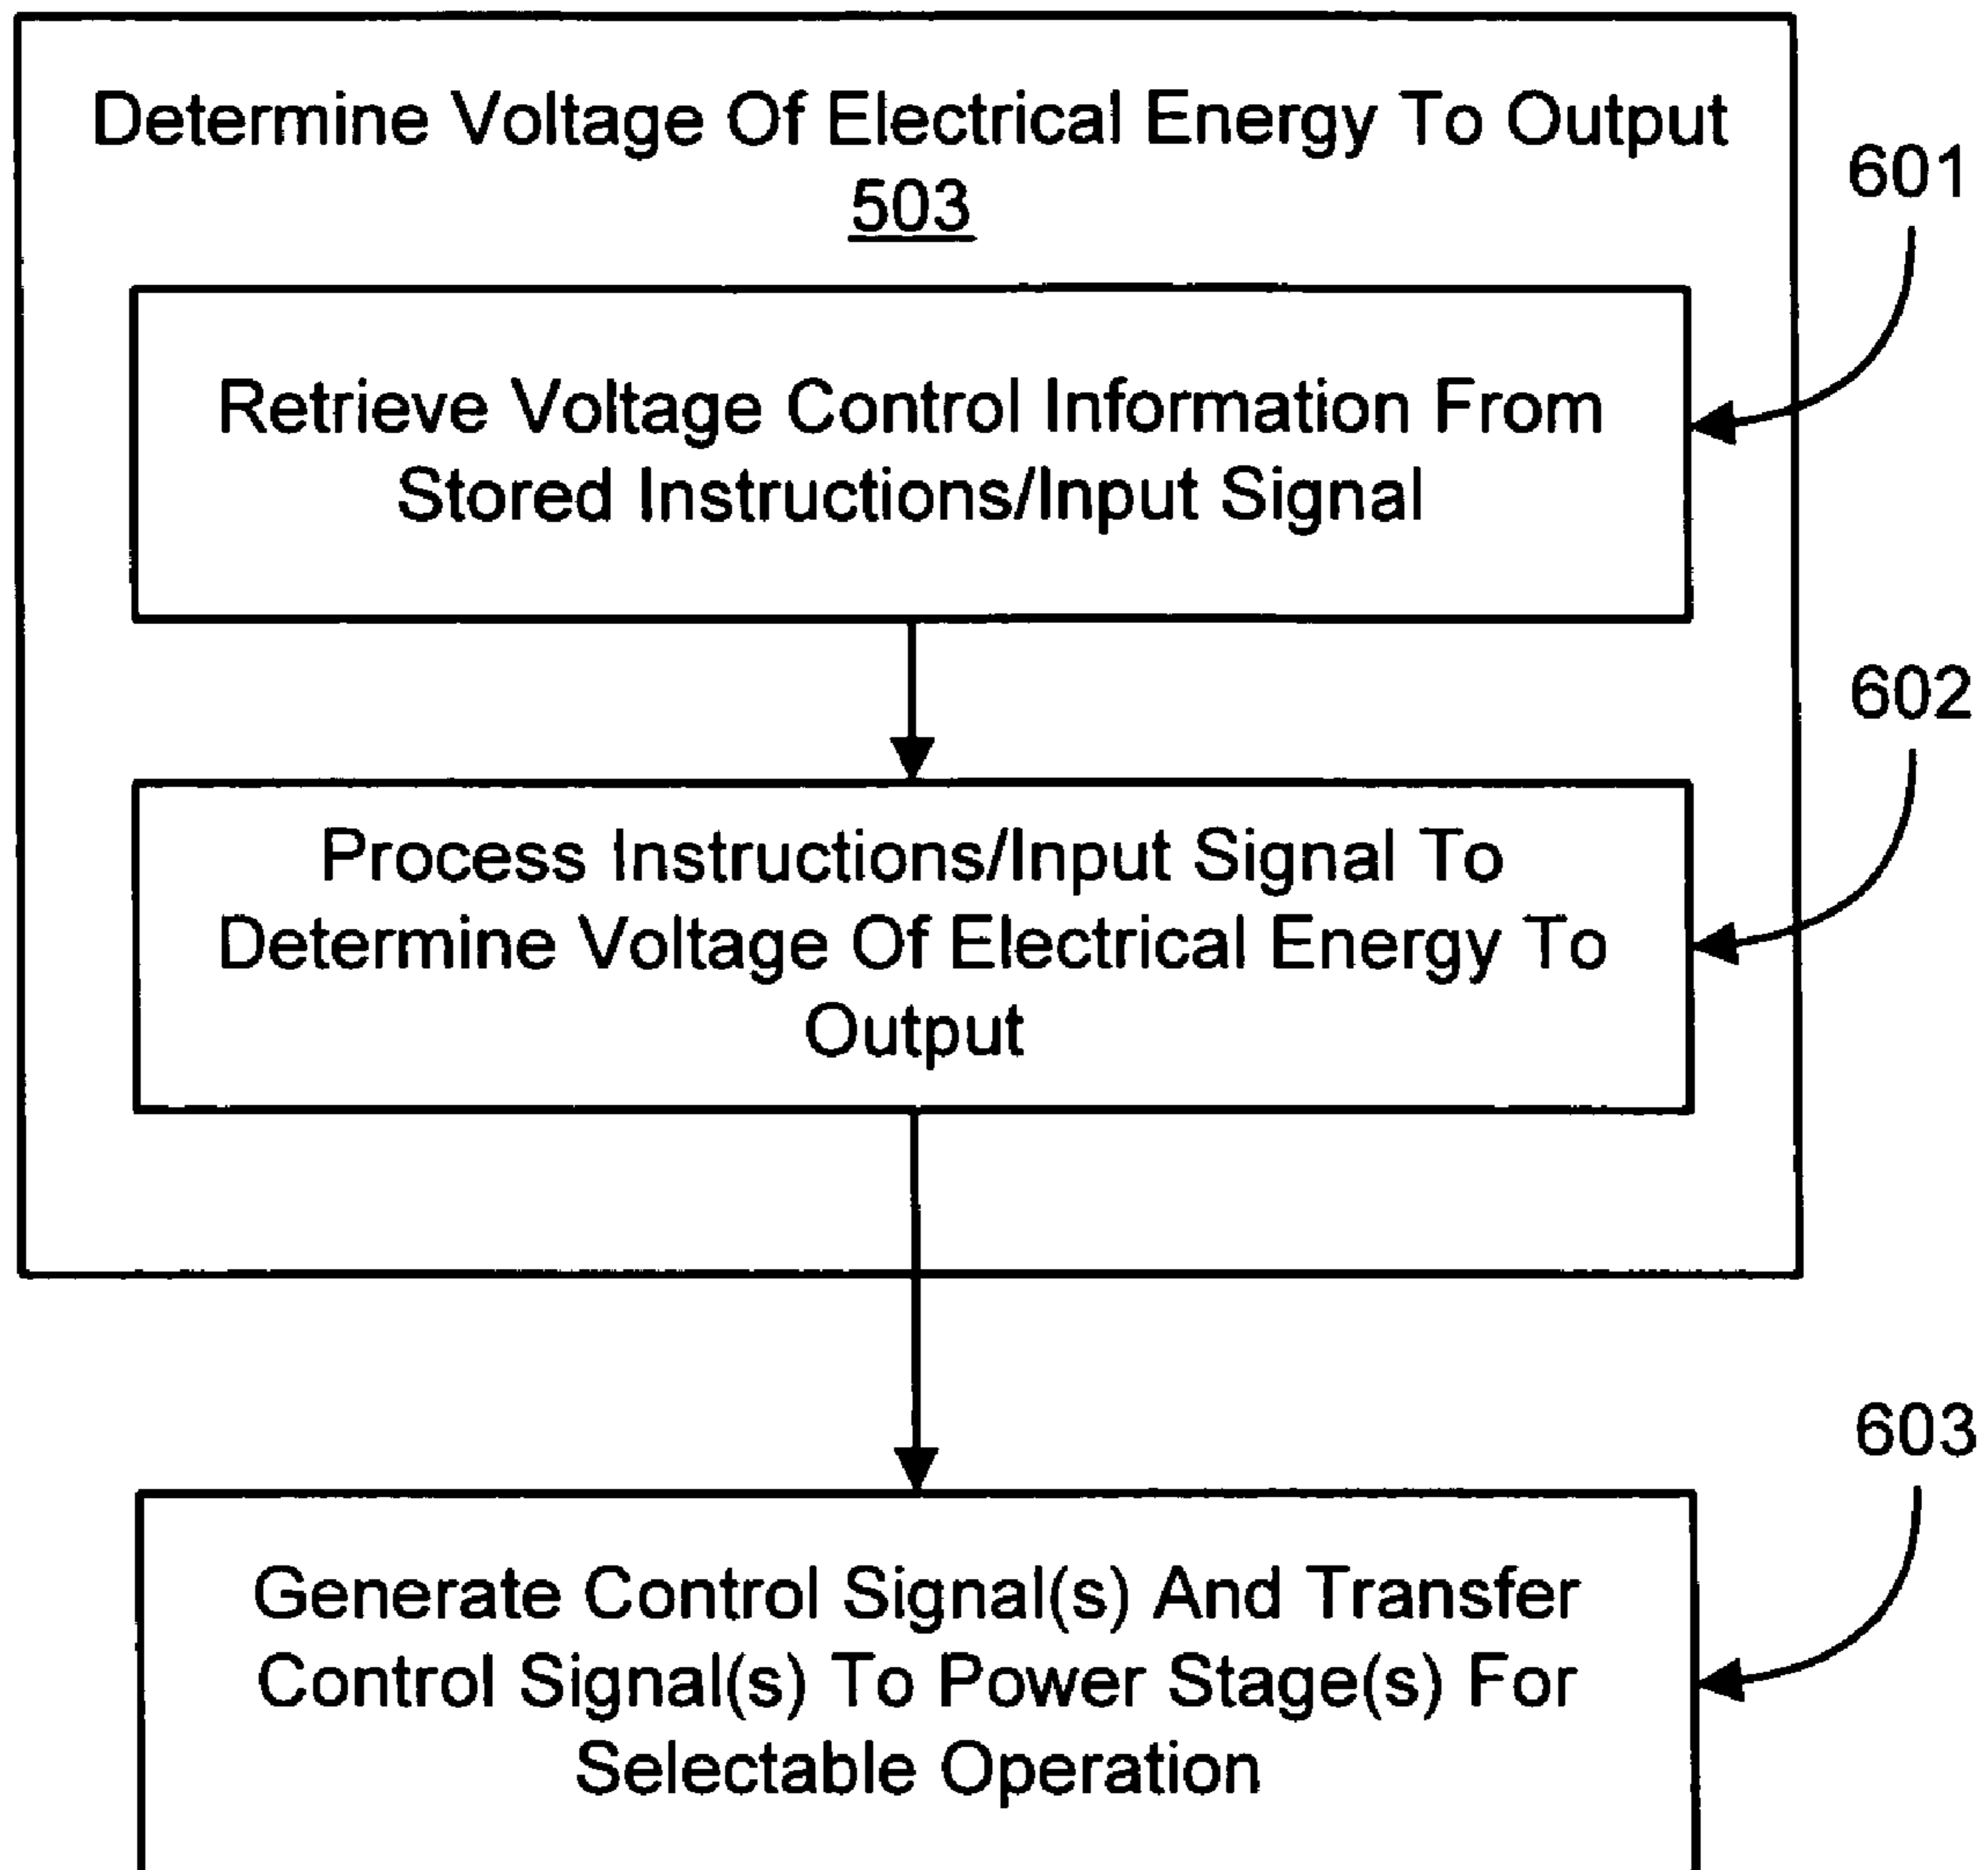 Determine Voltage Of Electrical Energy To Output
503
601
Retrieve Voltage Control Information From
Stored Instructions/Input Signal
602
Process Instructions/Input Signal To
Determine Voltage Of Electrical Energy To
Output
603
Generate Control Signal(s) And Transfer
Control Signal(s) To Power Stage(s) For
Selectable Operation